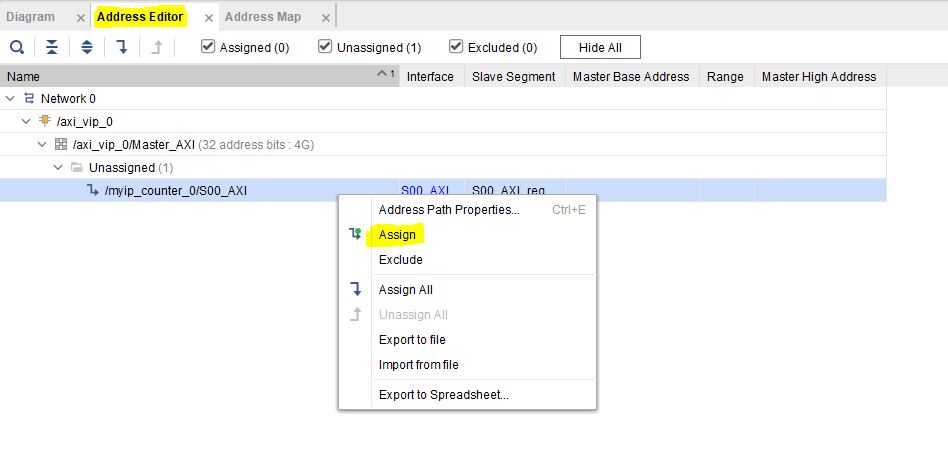 Diagram × Address Editor × Address Map ×
Assigned (0) Unassigned (1) Excluded (0) Hide All
Name 1 Interface Slave Segment Master Base Address Range Master High Address
Network 0
/axi_vip_0
/axi_vip_0/Master_AXI (32 address bits : 4G)
Unassigned (1)
/myip_counter_0/S00_AXI S00_AXI S00_AXI_reg
Address Path Properties... Ctrl+E
Assign
Exclude
Assign All
Unassign All
Export to file
Import from file
Export to Spreadsheet...